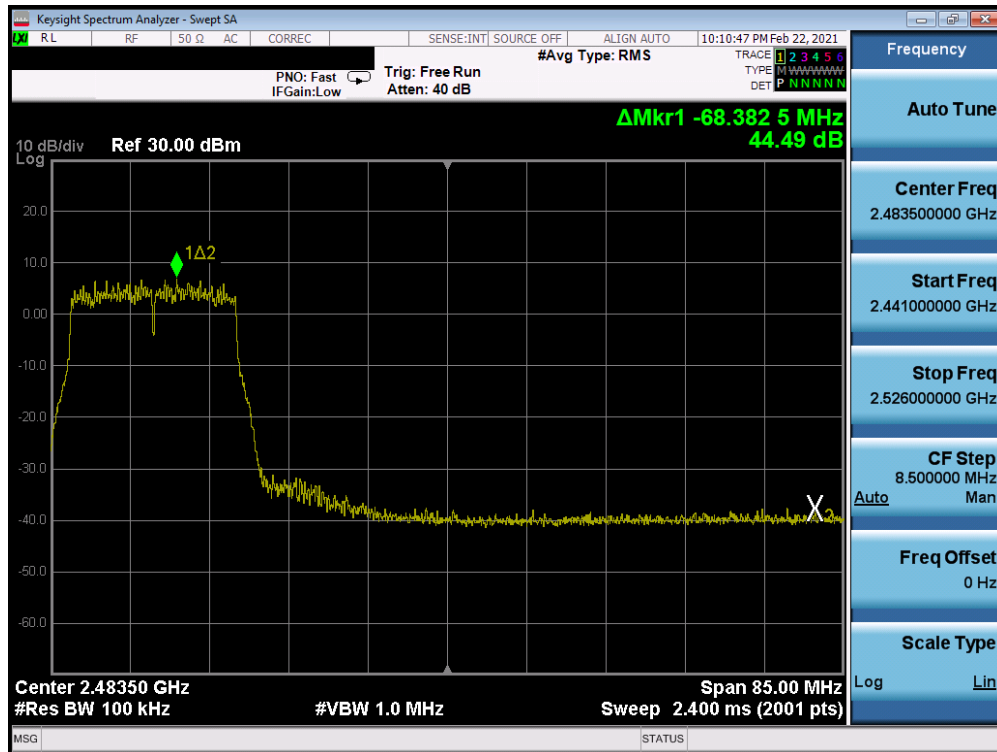 Keysight Spectrum Analyzer - Swept SA
LXI RL RF 50 Ω AC CORREC SENSE:INT SOURCE OFF ALIGN AUTO 10:10:47 PM Feb 22, 2021
#Avg Type: RMS
TRACE 1 2 3 4 5 6
PNO: Fast Trig: Free Run
TYPE M WWWWW
IFGain:Low Atten: 40 dB
DET P N N N N N
ΔMkr1 -68.382 5 MHz
44.49 dB
10 dB/div Ref 30.00 dBm
Log
20.0
1Δ2
10.0
0.00
-10.0
-20.0
-30.0
X2
-40.0
-50.0
-60.0
Center 2.48350 GHz Span 85.00 MHz
#Res BW 100 kHz #VBW 1.0 MHz Sweep 2.400 ms (2001 pts)
MSG STATUS
Frequency
Auto Tune
Center Freq
2.483500000 GHz
Start Freq
2.441000000 GHz
Stop Freq
2.526000000 GHz
CF Step
8.500000 MHz
Auto Man
Freq Offset
0 Hz
Scale Type
Log Lin